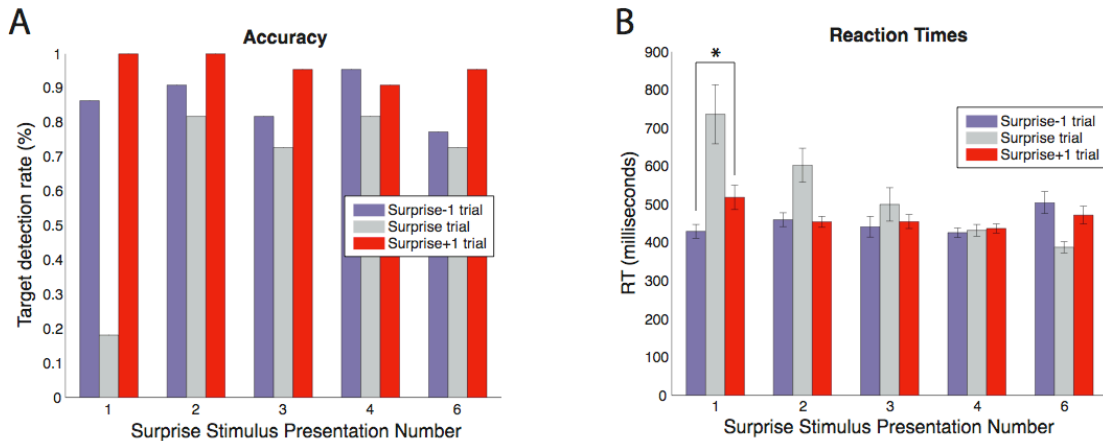 A
Accuracy
Target detection rate (%)
1
0.9
0.8
0.7
0.6
0.5
0.4
0.3
0.2
0.1
0
Surprise-1 trial
Surprise trial
Surprise+1 trial
1 2 3 4 6
Surprise Stimulus Presentation Number
B
Reaction Times
RT (milliseconds)
900
800
700
600
500
400
300
200
100
0
*
Surprise-1 trial
Surprise trial
Surprise+1 trial
1 2 3 4 6
Surprise Stimulus Presentation Number